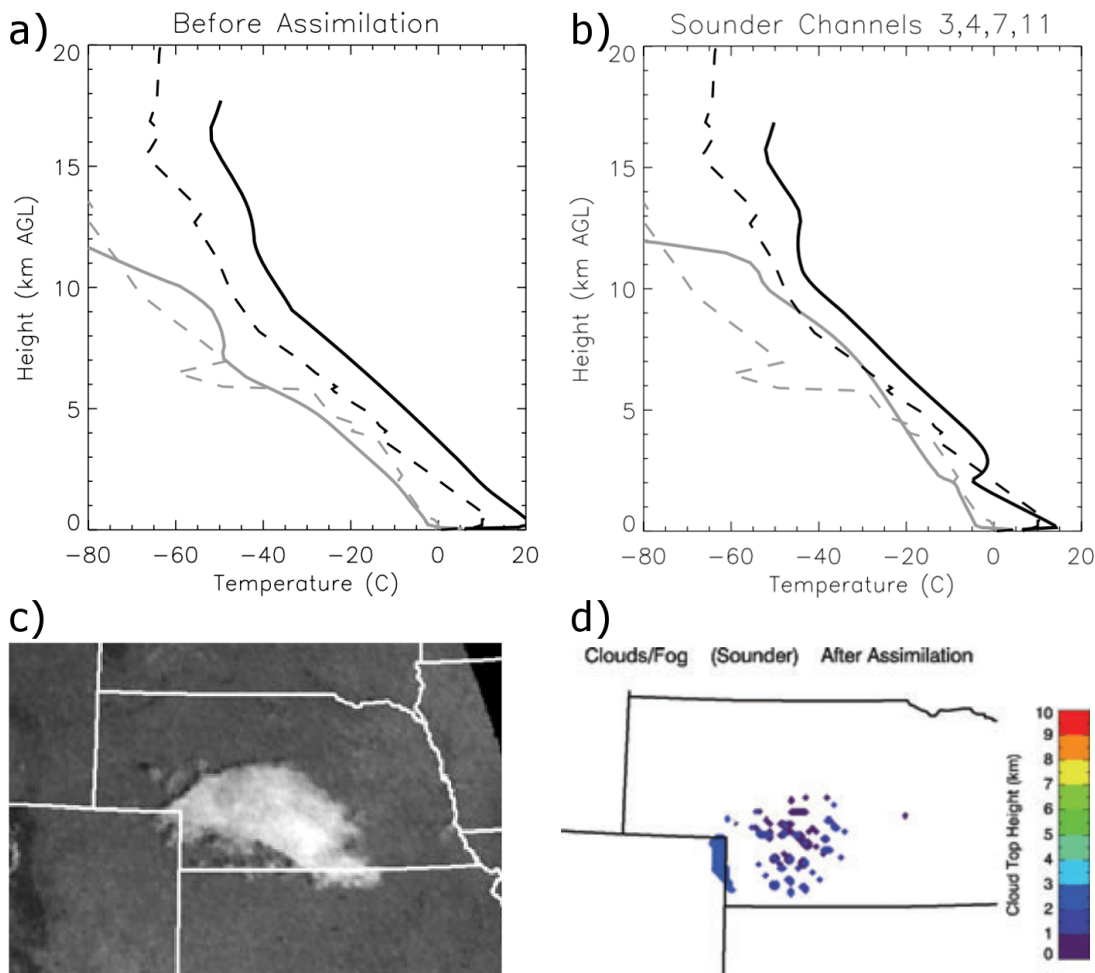 a)
Before Assimilation
20
15
10
5
0
Height (km AGL)
-80 -60 -40 -20 0 20
Temperature (C)
b)
Sounder Channels 3,4,7,11
20
15
10
5
0
Height (km AGL)
-80 -60 -40 -20 0 20
Temperature (C)
c)
d)
Clouds/Fog (Sounder) After Assimilation
10
9
8
7
6
5
4
3
2
1
0
Cloud Top Height (km)